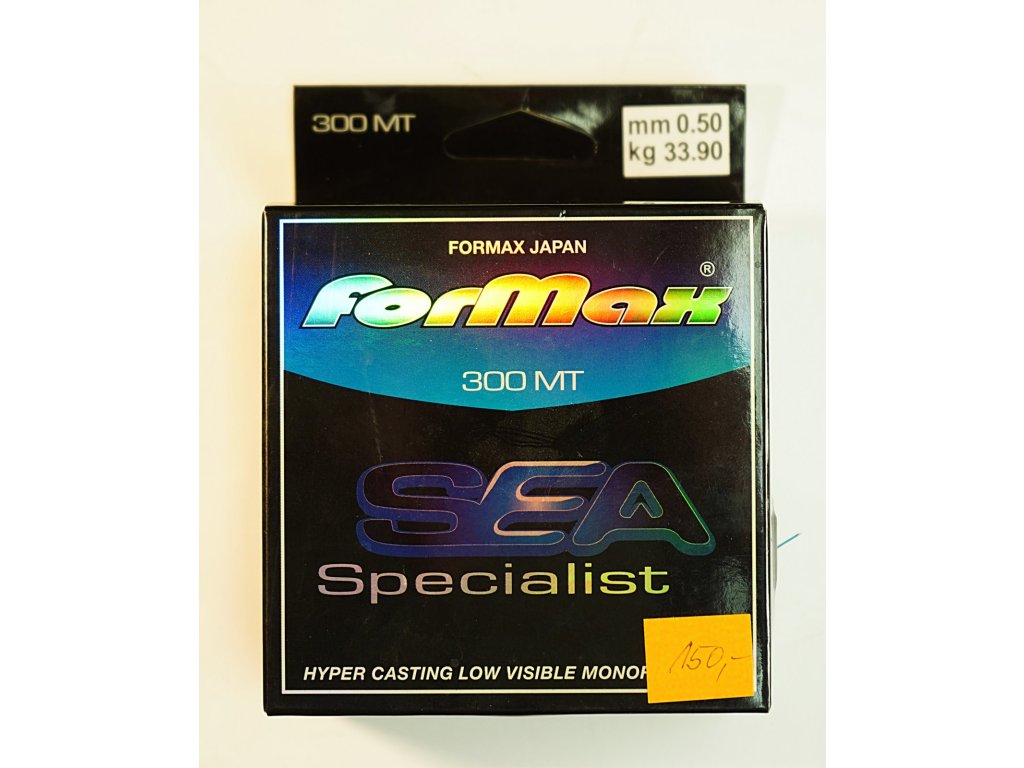 300 MT
mm 0.50
kg 33.90
FORMAX JAPAN
ForMax ®
300 MT
SEA
Specialist
HYPER CASTING LOW VISIBLE
150,-